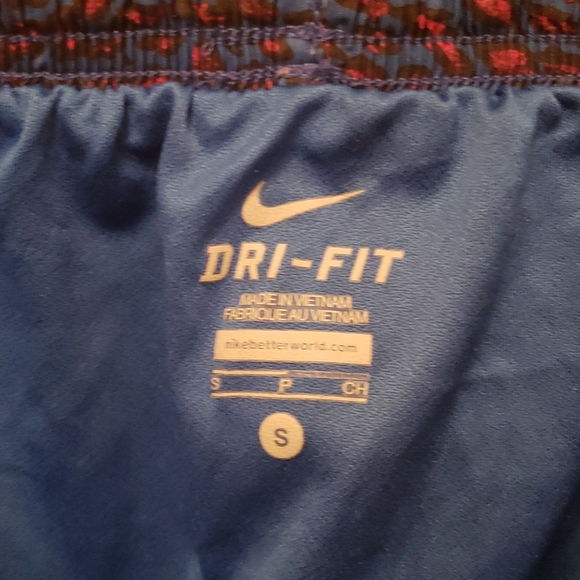 DRI-FIT
MADE IN VIETNAM
FABRIQUE AU VIETNAM
nikebetterworld.com
S P CH
S